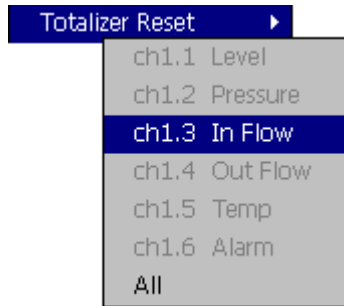 Totalizer Reset
ch1.1 Level
ch1.2 Pressure
ch1.3 In Flow
ch1.4 Out Flow
ch1.5 Temp
ch1.6 Alarm
All